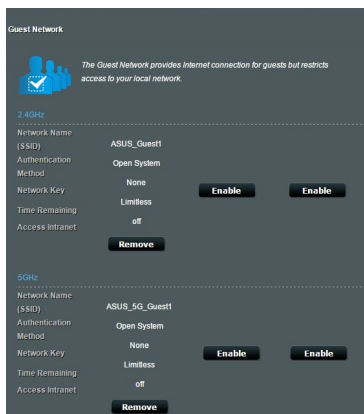 Guest Network
The Guest Network provides Internet connection for guests but restricts
access to your local network.
2.4GHz
Network Name
(SSID)
ASUS_Guest1
Authentication
Method
Open System
Network Key
None
Enable
Enable
Time Remaining
Limitless
Access Intranet
off
Remove
5GHz
Network Name
(SSID)
ASUS_5G_Guest1
Authentication
Method
Open System
Network Key
None
Enable
Enable
Time Remaining
Limitless
Access Intranet
off
Remove